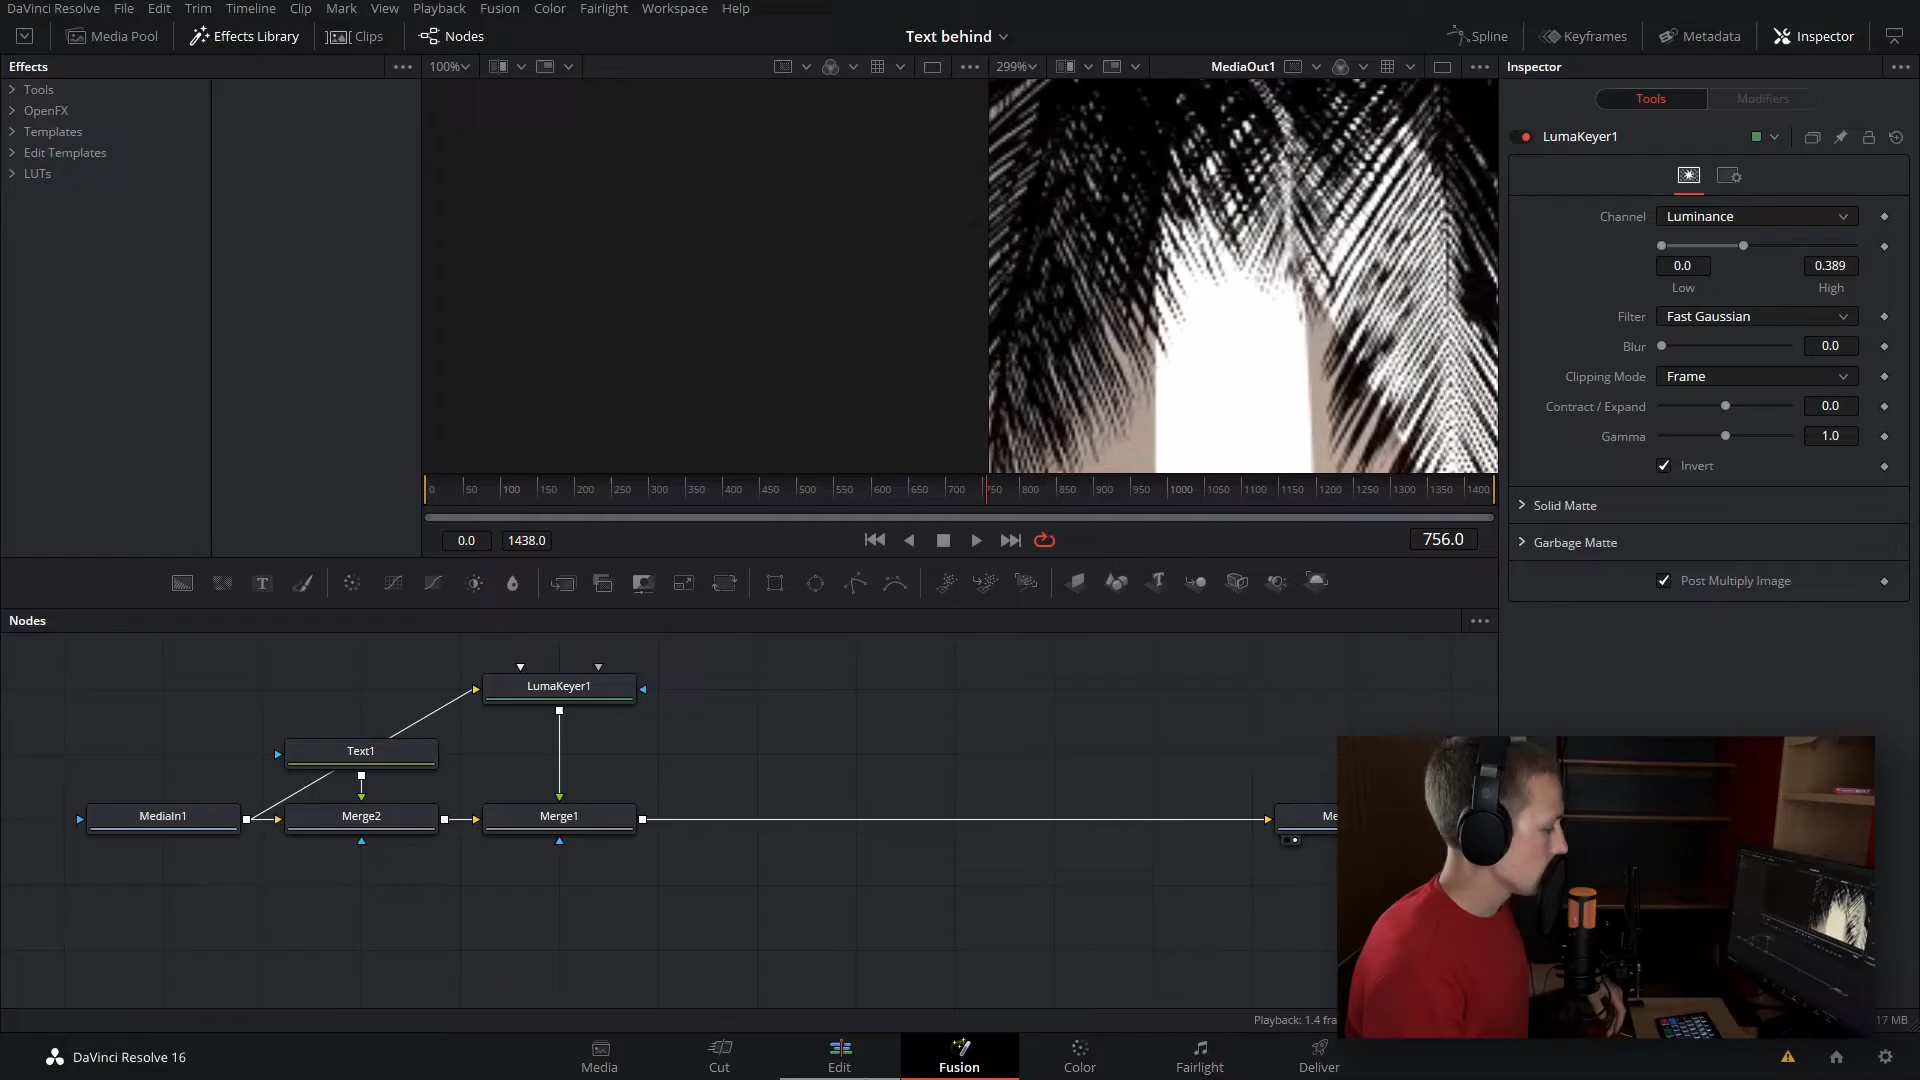 DaVinci Resolve File Edit Trim Timeline Clip Mark View Playback Fusion Color Fairlight Workspace Help
Media Pool Effects Library Clips Nodes Text behind Spline Keyframes Metadata Inspector
Effects 100% 299% MediaOut1 Inspector
Tools
OpenFX
Templates
Edit Templates
LUTs
Tools Modifiers
LumaKeyer1
Channel Luminance
0.0 0.389
Low High
Filter Fast Gaussian
Blur 0.0
Clipping Mode Frame
Contract / Expand 0.0
Gamma 1.0
Invert
Solid Matte
Garbage Matte
Post Multiply Image
0 50 100 150 200 250 300 350 400 450 500 550 600 650 700 750 800 850 900 950 1000 1050 1100 1150 1200 1250 1300 1350 1400
0.0 1438.0 756.0
T
Nodes
LumaKeyer1
Text1
MediaIn1 Merge2 Merge1
Playback: 1.4 17 MB
DaVinci Resolve 16
Media Cut Edit Fusion Color Fairlight Deliver